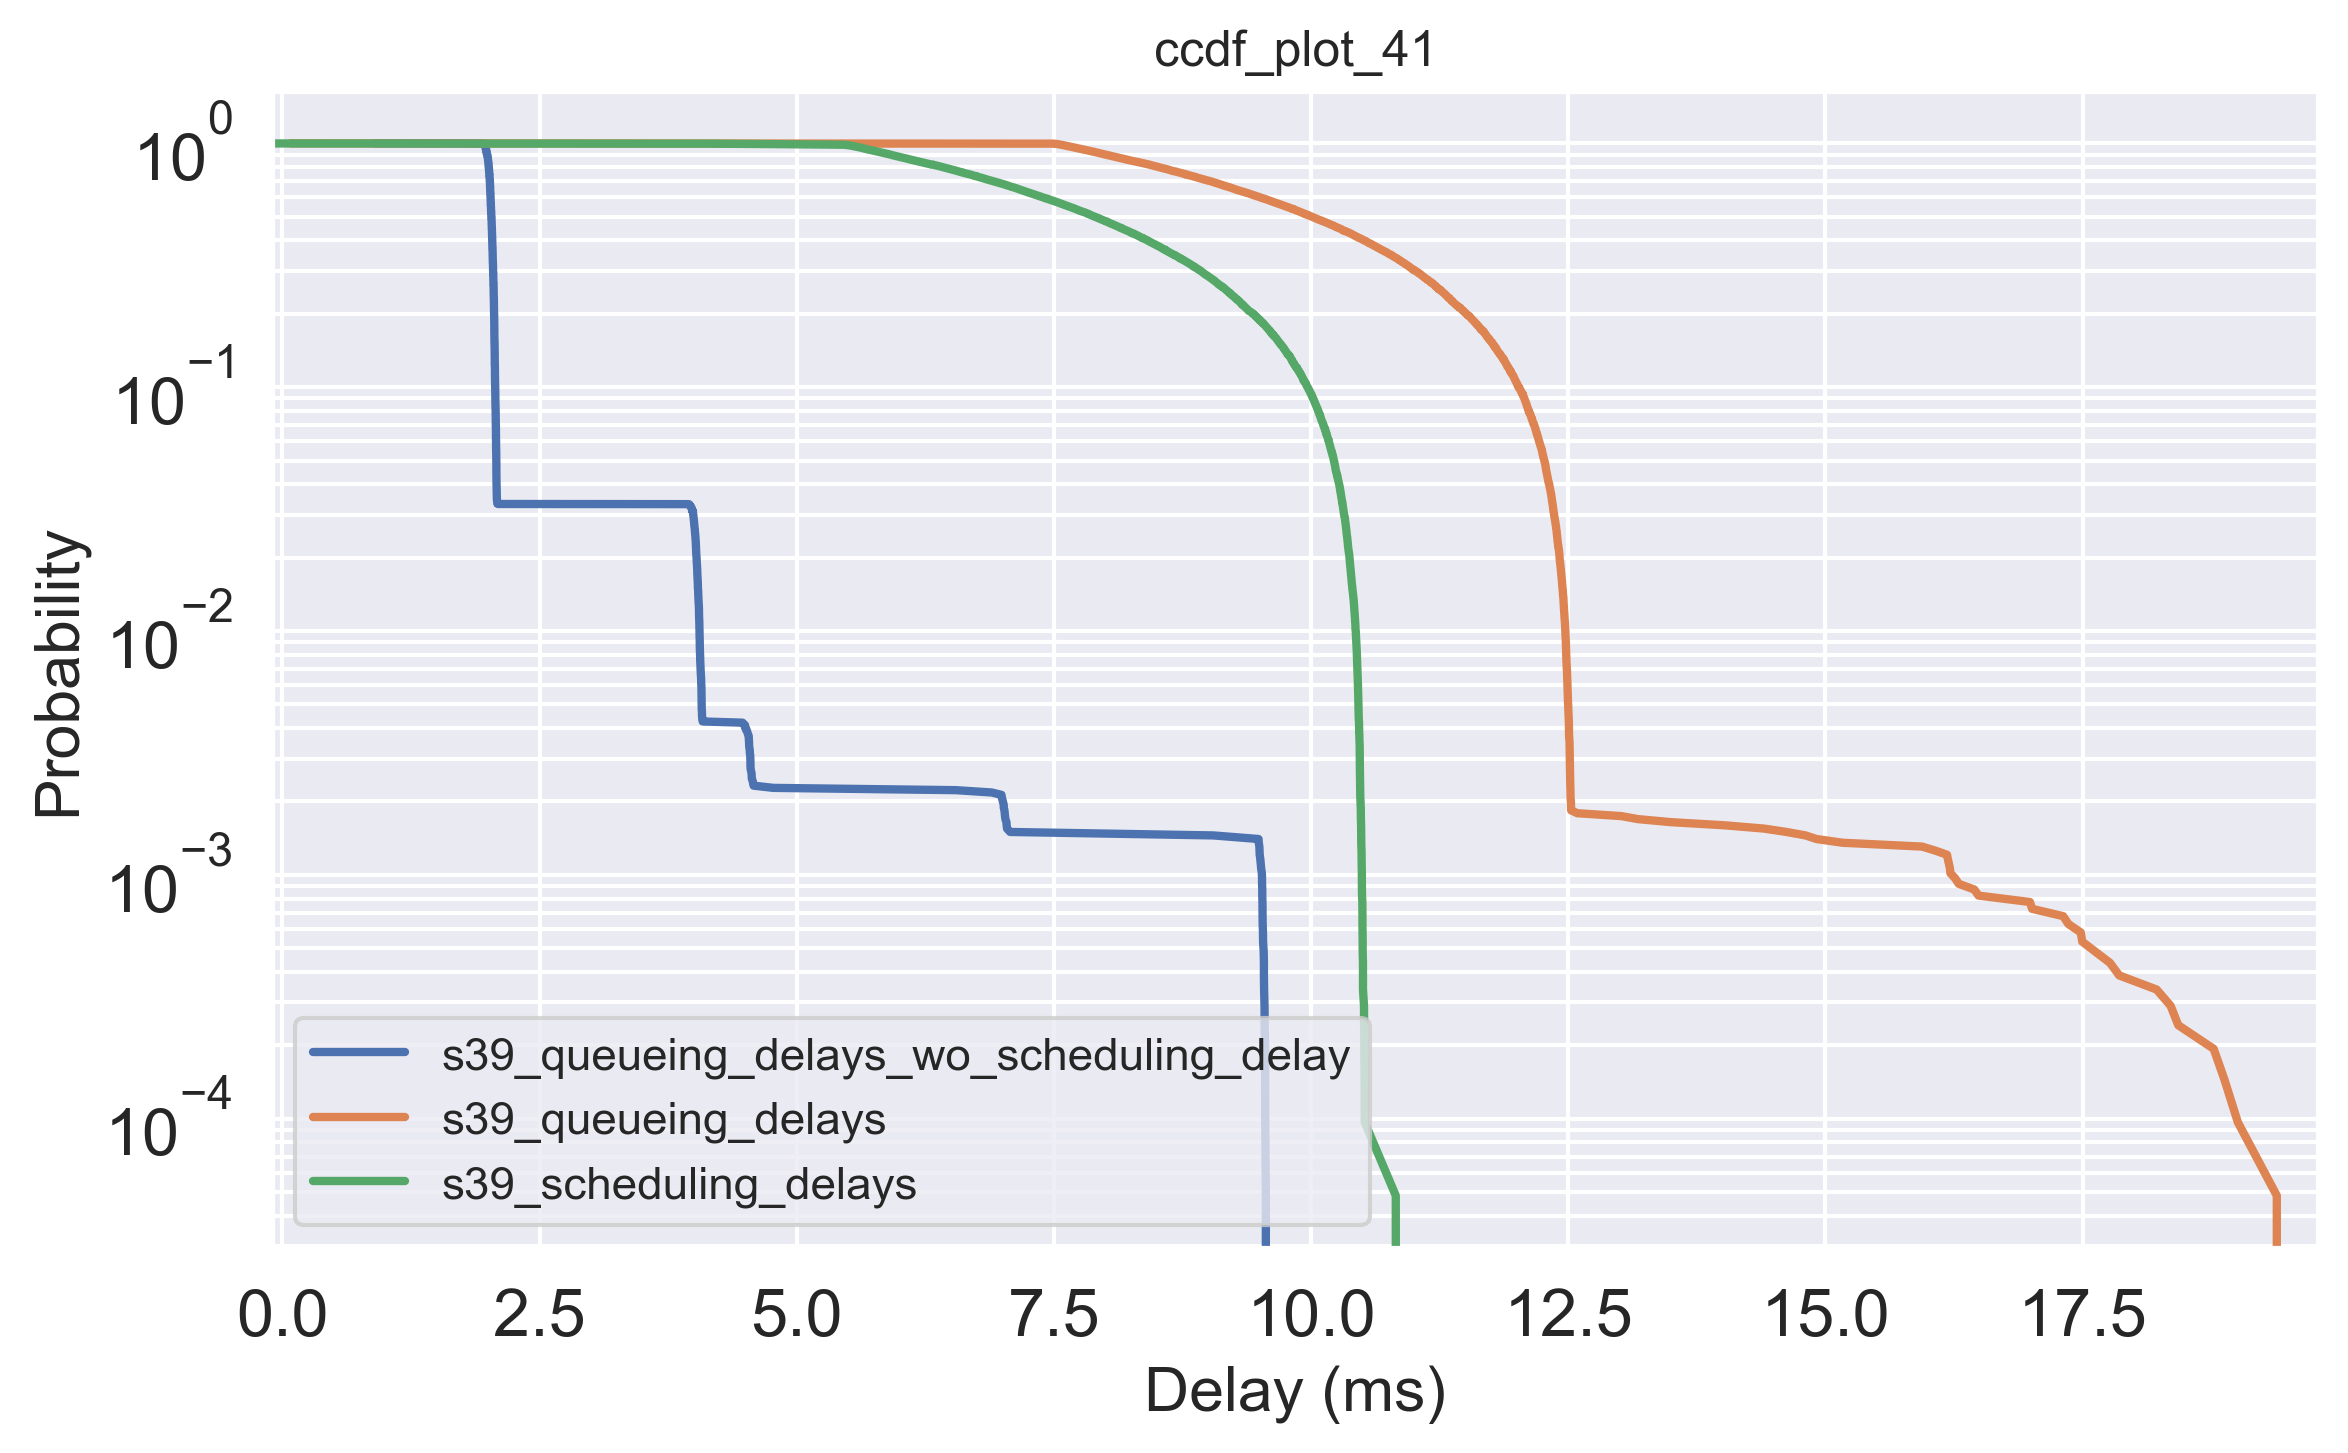 ccdf_plot_41
10^0
10^−1
10^−2
10^−3
10^−4
Probability
s39_queueing_delays_wo_scheduling_delay
s39_queueing_delays
s39_scheduling_delays
0.0 2.5 5.0 7.5 10.0 12.5 15.0 17.5
Delay (ms)